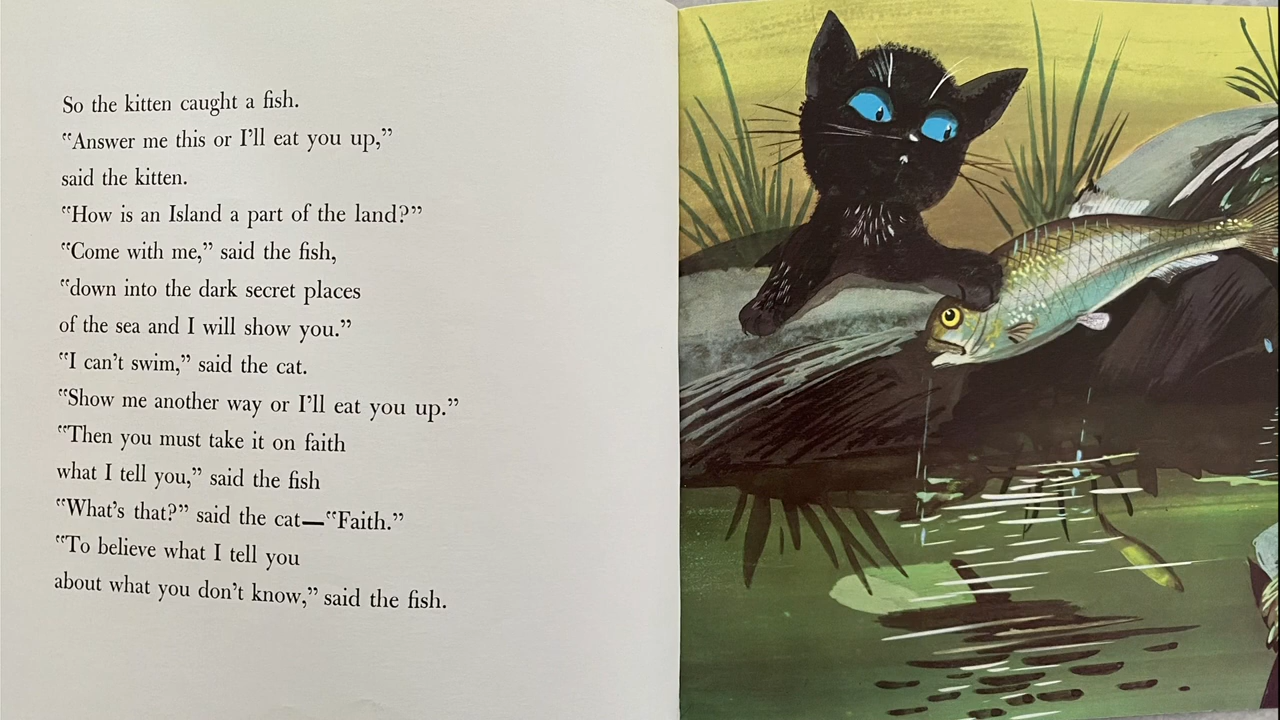 So the kitten caught a fish.
“Answer me this or I’ll eat you up,”
said the kitten.
“How is an Island a part of the land?”
“Come with me,” said the fish,
“down into the dark secret places
of the sea and I will show you.”
“I can’t swim,” said the cat.
“Show me another way or I’ll eat you up.”
“Then you must take it on faith
what I tell you,” said the fish
“What’s that?” said the cat—“Faith.”
“To believe what I tell you
about what you don’t know,” said the fish.